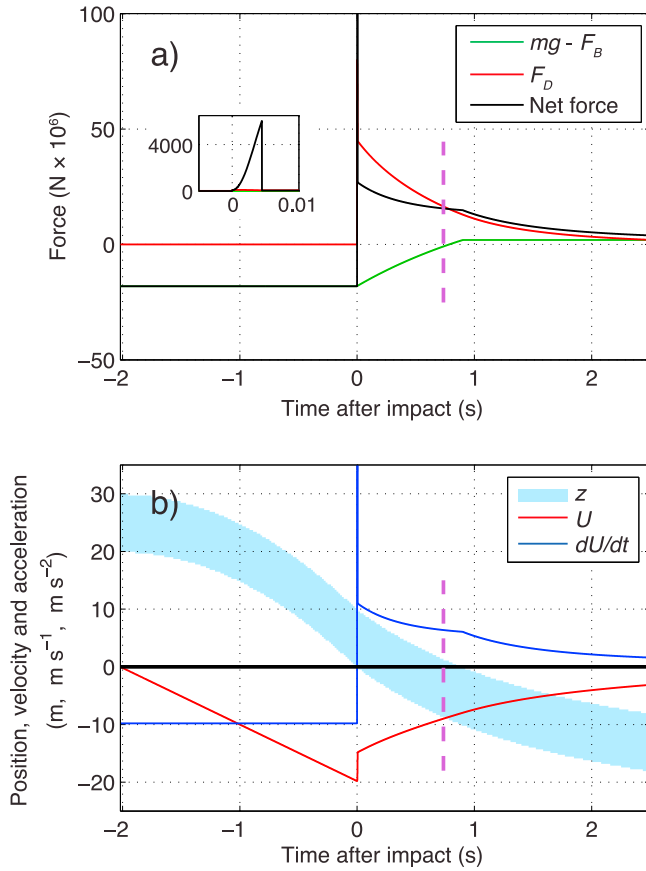 a)
mg - F_B
F_D
Net force
100
50
0
−50
4000
0
0
0.01
Force (N × 10⁶)
−2
−1
0
1
2
Time after impact (s)
b)
z
U
dU/dt
30
20
10
0
−10
−20
Position, velocity and acceleration
(m, m s⁻¹, m s⁻²)
−2
−1
0
1
2
Time after impact (s)